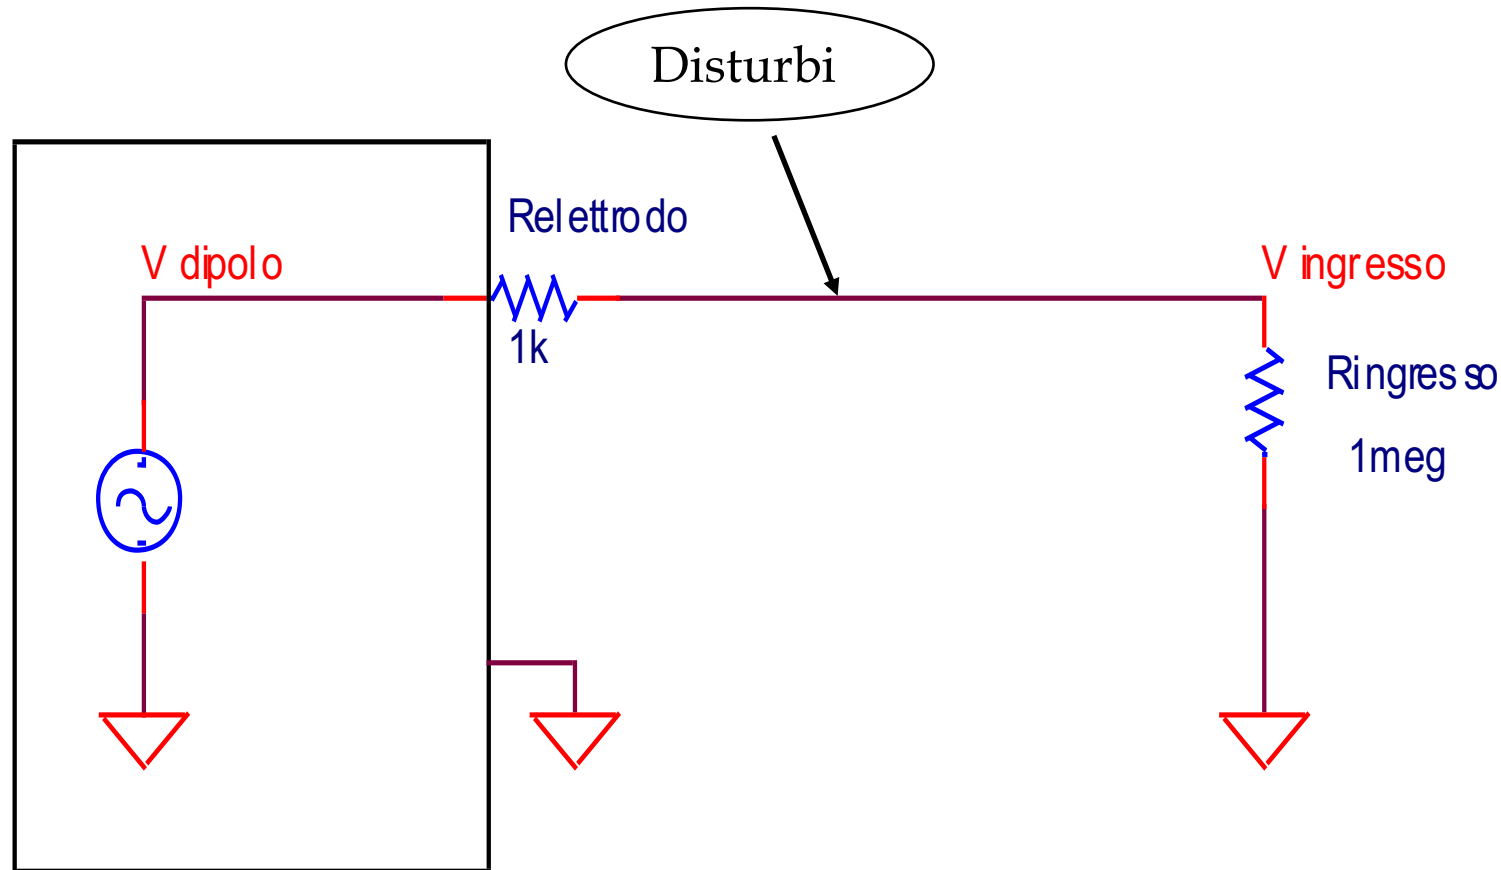 Disturbi
Relettrodo
V dipolo
V ingresso
1k
Ringresso
1meg